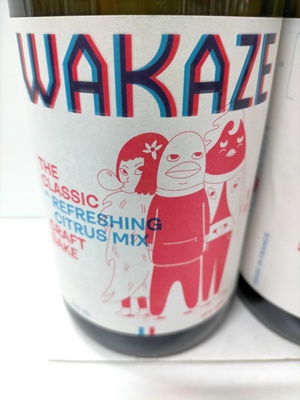 WAKAZE
THE
CLASSIC
REFRESHING
CITRUS MIX
CRAFT
SAKE